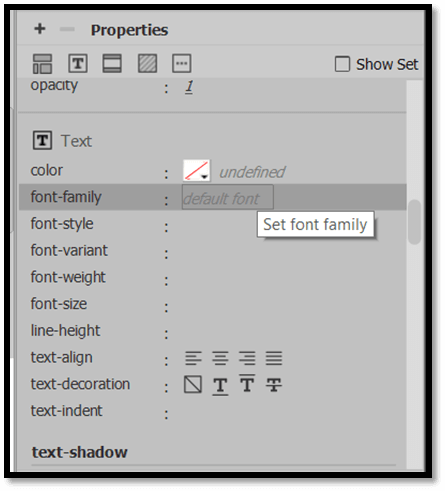 Properties
Show Set
opacity : 1
Text
color : undefined
font-family : default font
Set font family
font-style :
font-variant :
font-weight :
font-size :
line-height :
text-align :
text-decoration : T T T
text-indent :
text-shadow